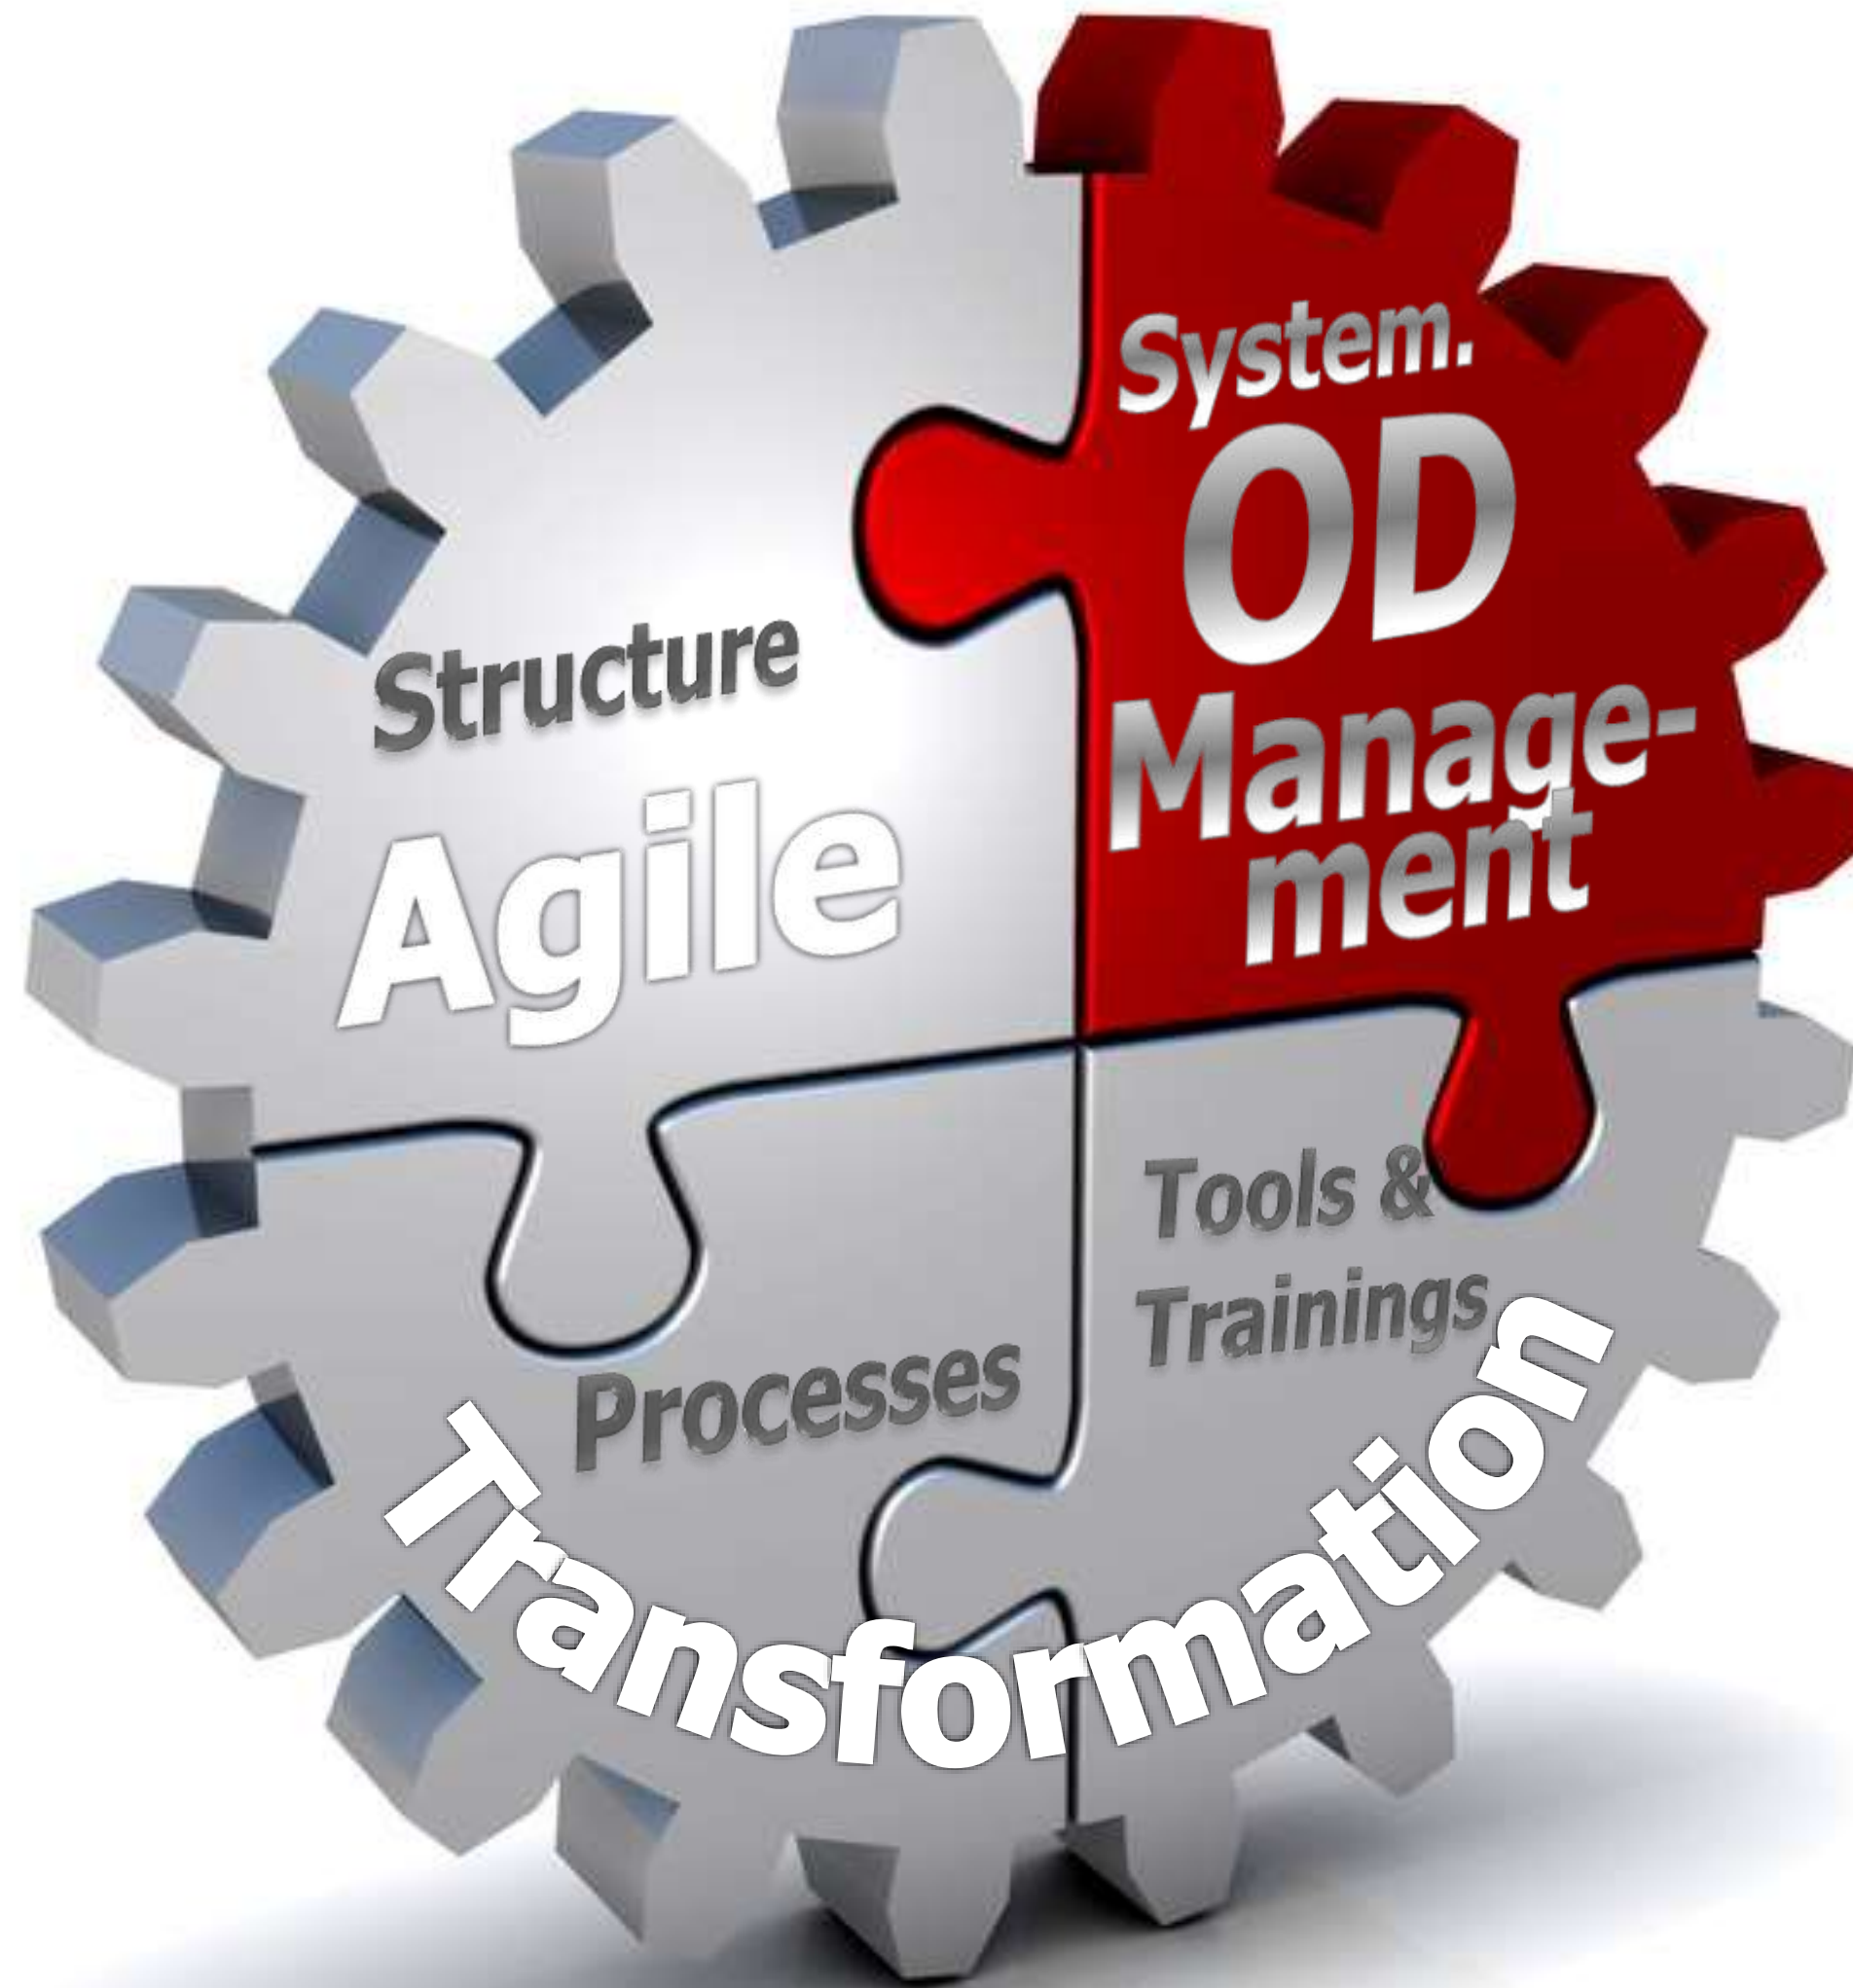 System.
OD
Manage-
ment
Structure
Agile
Tools &
Trainings
Processes
Transformation